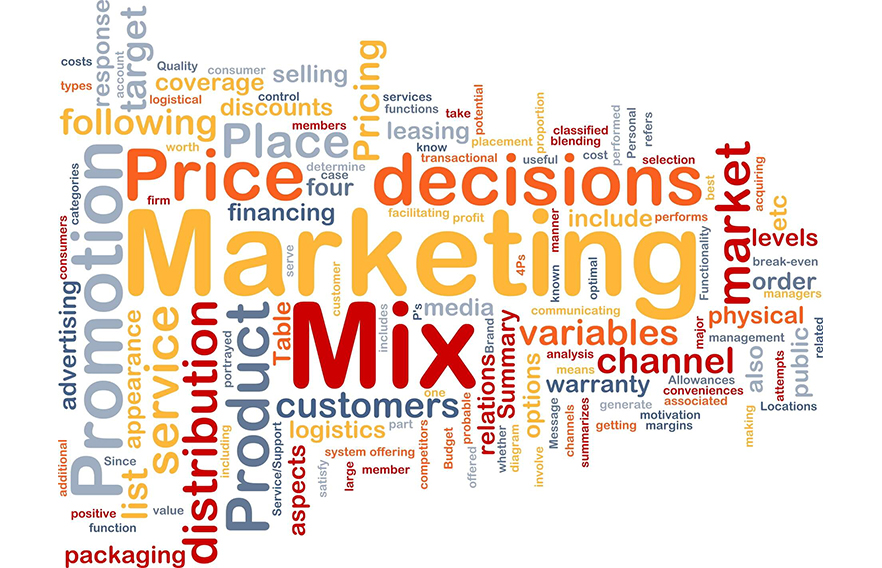 response
target
costs
Quality
consumer
selling
Pricing
types
account
coverage
logistical
control
services
functions
take
potential
proportion
discounts
following
members
Place
leasing
placement
classified
blending
performed
Personal
refers
worth
know
transactional
useful
cost
selection
Promotion
categories
Price
determine
case
four
decisions
best
market
acquiring
firm
financing
facilitating
profit
include
performs
etc
consumers
Marketing
serve
customer
4Ps
known
manner
optimal
Functionality
levels
break-even
order
managers
advertising
appearance
service
distribution
portrayed
Product
Table
Mix
includes
P's
media
Brand
communicating
variables
major
physical
management
related
Summary
relations
analysis
means
channel
also
attempts
public
customers
one
options
warranty
Allowances
conveniences
associated
Locations
logistics
part
competitors
Budget
probable
offered
whether
diagram
involve
Message
channels
summarizes
generate
motivation
getting
margins
making
additional
Since
list
including
Service/Support
aspects
satisfy
system offering
large
member
positive
value
function
packaging